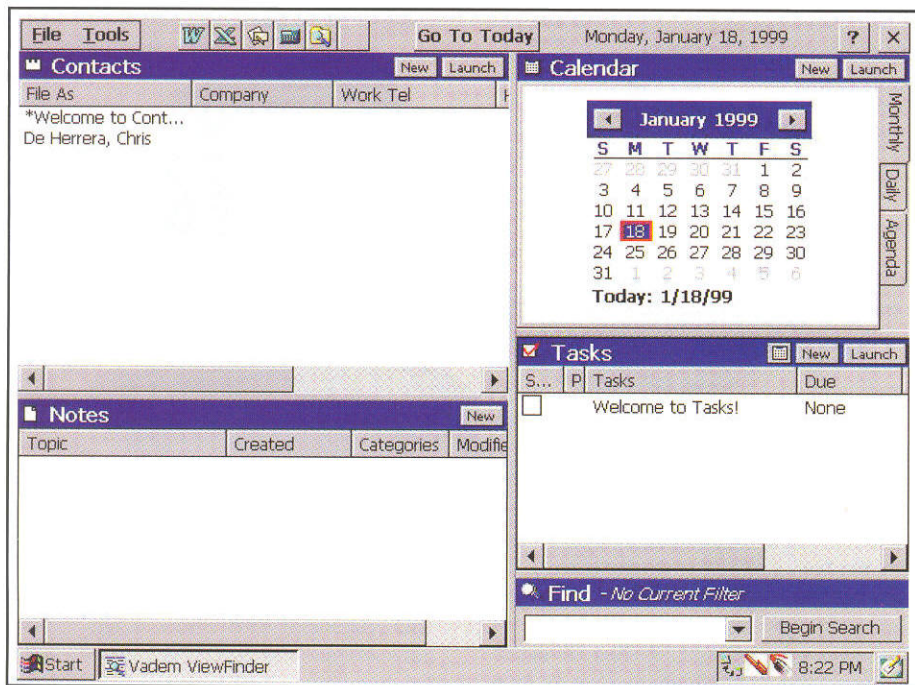 File Tools Go To Today Monday, January 18, 1999 ? ×
Contacts New Launch
File As Company Work Tel H
*Welcome to Cont...
De Herrera, Chris
Notes New
Topic Created Categories Modifie
Calendar New Launch
Monthly
Daily
Agenda
January 1999
S M T W T F S
27 28 29 30 31 1 2
3 4 5 6 7 8 9
10 11 12 13 14 15 16
17 18 19 20 21 22 23
24 25 26 27 28 29 30
31 1 2 3 4 5 6
Today: 1/18/99
Tasks New Launch
S... P Tasks Due
Welcome to Tasks! None
Find - No Current Filter
Begin Search
Start Vadem ViewFinder 8:22 PM